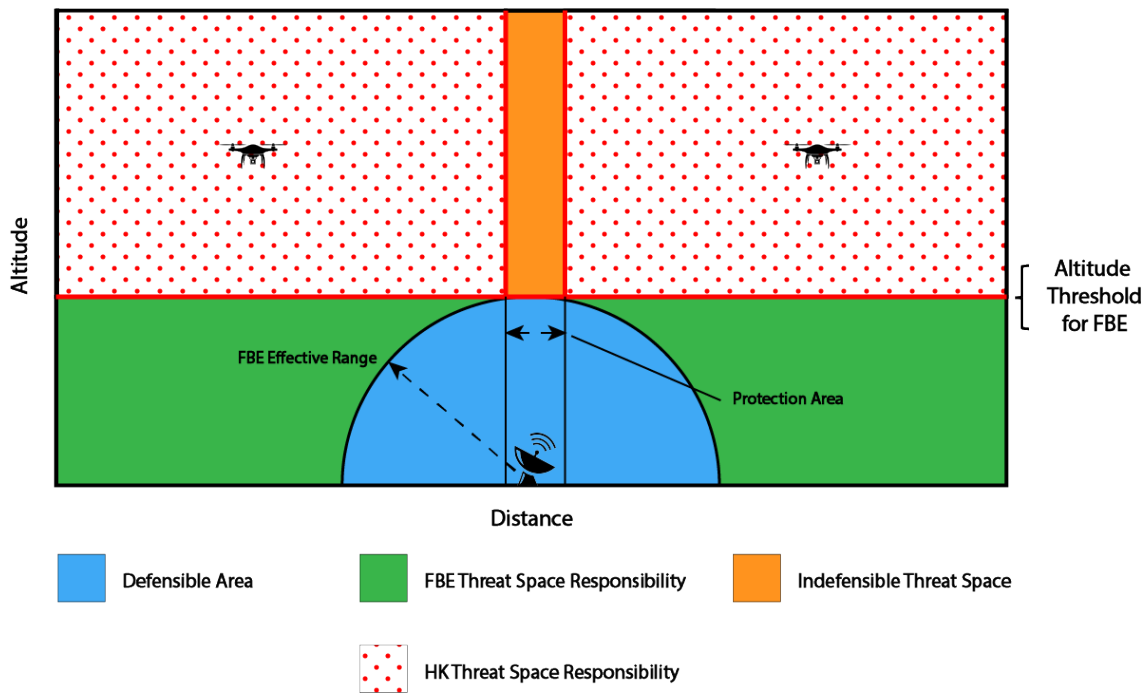 Altitude
FBE Effective Range
Protection Area
Altitude
Threshold
for FBE
Distance
Defensible Area
FBE Threat Space Responsibility
Indefensible Threat Space
HK Threat Space Responsibility